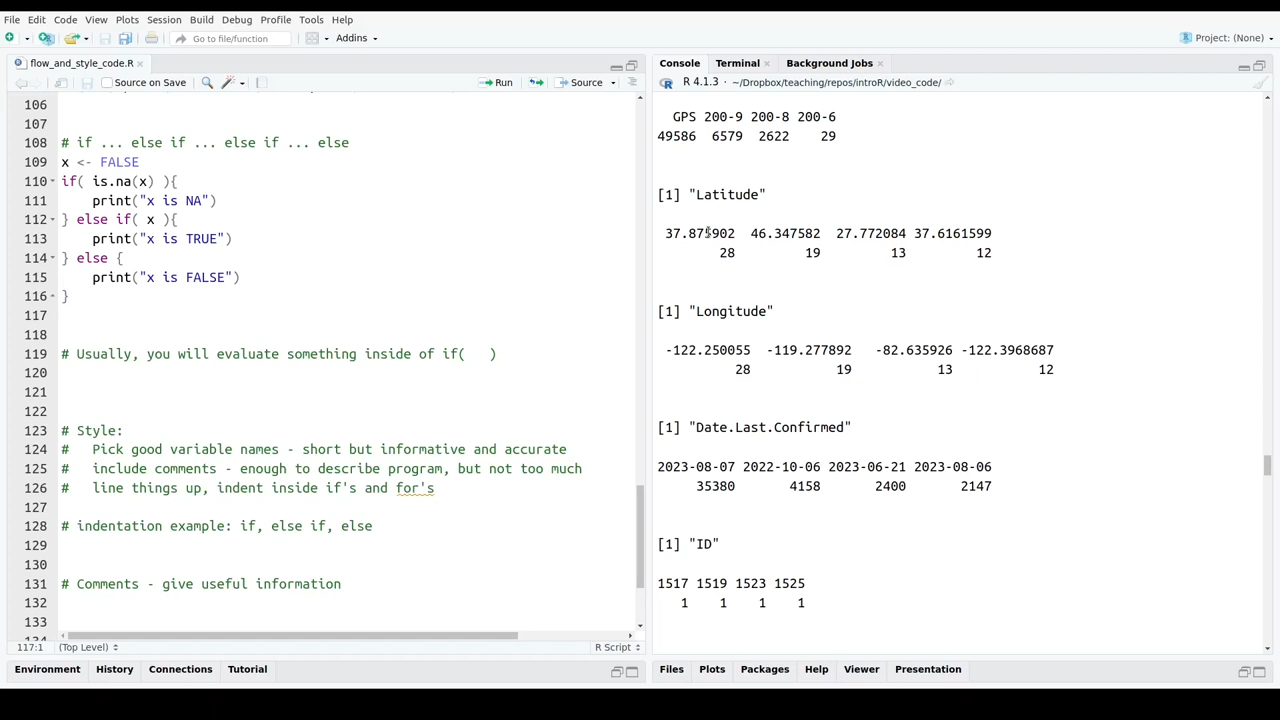 File Edit Code View Plots Session Build Debug Profile Tools Help
Go to file/function
Addins
Project: (None)
flow_and_style_code.R
Source on Save
Run
Source
106
107
108 # if ... else if ... else if ... else
109 x <- FALSE
110 if( is.na(x) ){
111 print("x is NA")
112 } else if( x ){
113 print("x is TRUE")
114 } else {
115 print("x is FALSE")
116 }
117
118
119 # Usually, you will evaluate something inside of if(   )
120
121
122
123 # Style:
124 #   Pick good variable names - short but informative and accurate
125 #   include comments - enough to describe program, but not too much
126 #   line things up, indent inside if's and for's
127
128 # indentation example: if, else if, else
129
130
131 # Comments - give useful information
132
133
117:1 (Top Level) R Script
Environment History Connections Tutorial
Console Terminal Background Jobs
R 4.1.3 · ~/Dropbox/teaching/repos/introR/video_code/
GPS 200-9 200-8 200-6
49586 6579 2622 29
[1] "Latitude"
46.347582 27.772084 37.6161599
28 19 13 12
[1] "Longitude"
-122.250055 -119.277892 -82.635926 -122.3968687
28 19 13 12
[1] "Date.Last.Confirmed"
2023-08-07 2022-10-06 2023-06-21 2023-08-06
35380 4158 2400 2147
[1] "ID"
1517 1519 1523 1525
1 1 1 1
Files Plots Packages Help Viewer Presentation